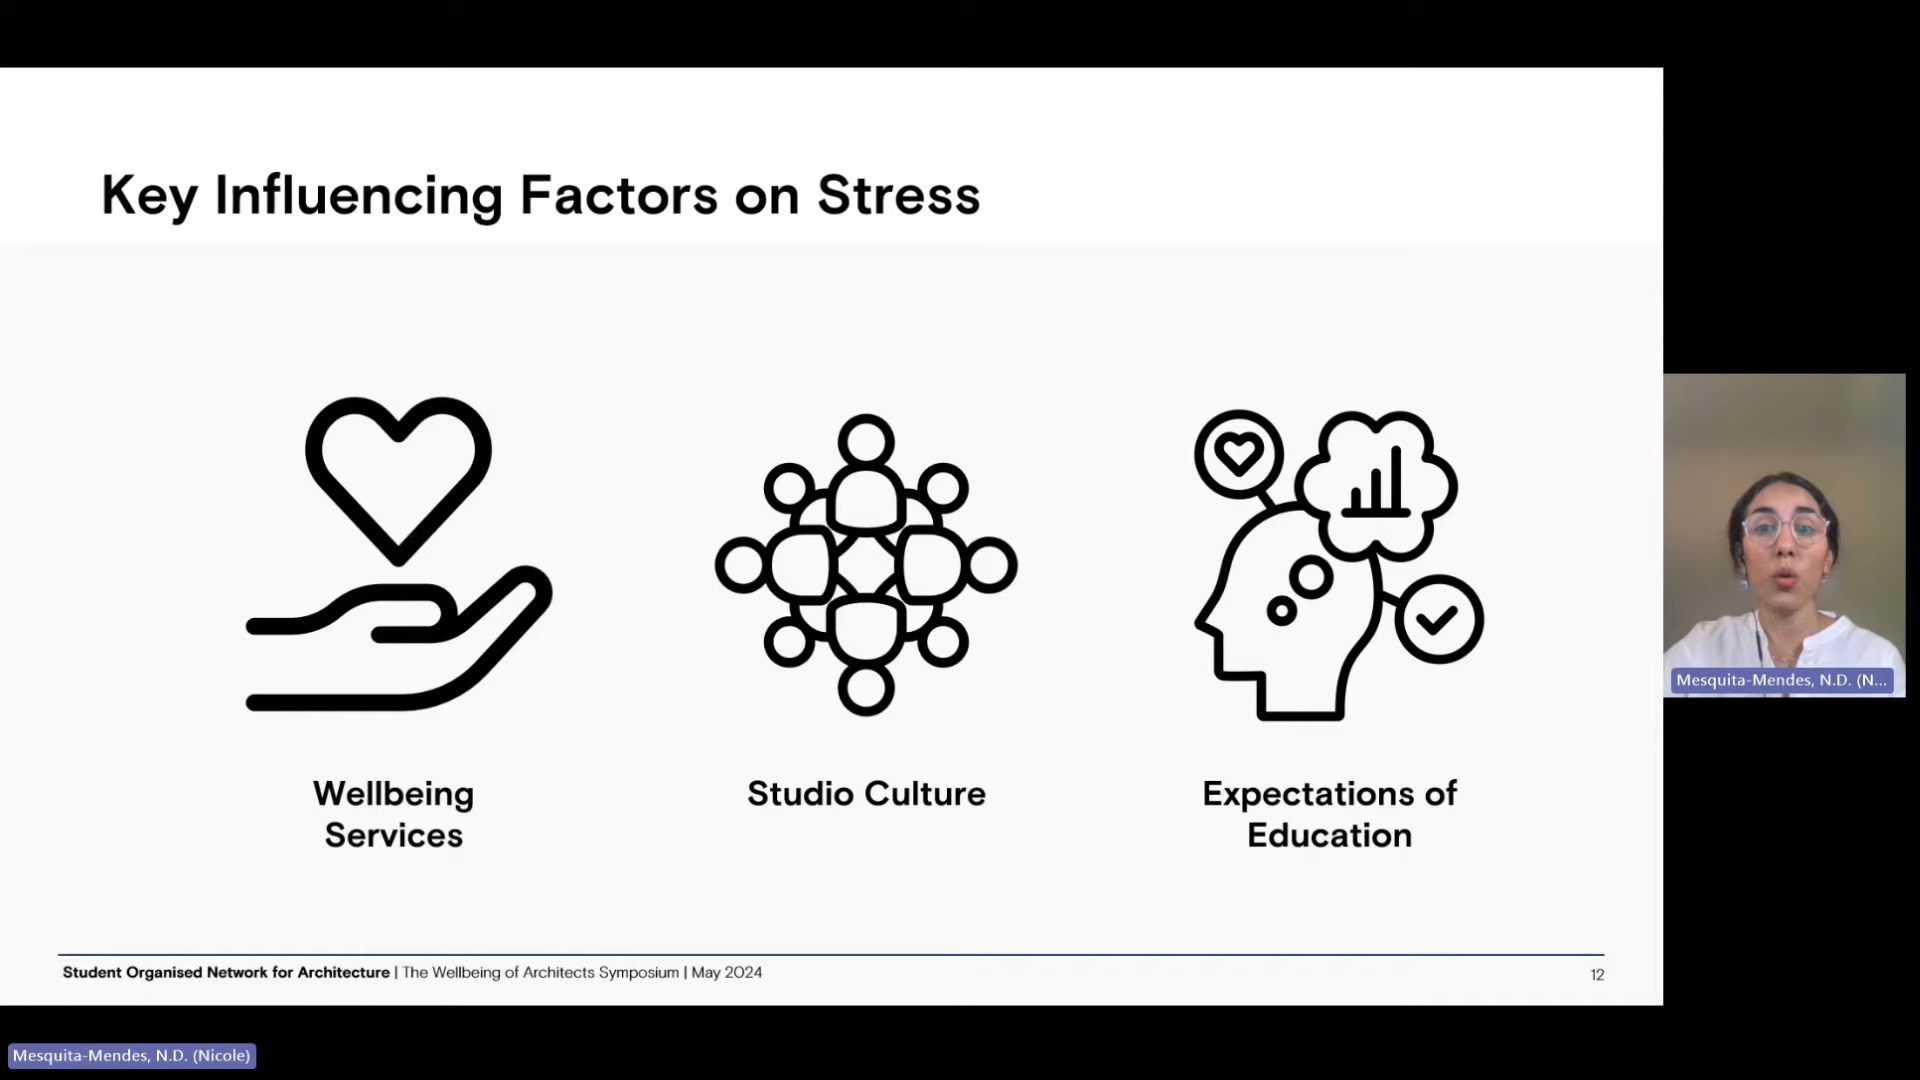 Key Influencing Factors on Stress
Wellbeing
Services
Studio Culture
Expectations of
Education
Student Organised Network for Architecture | The Wellbeing of Architects Symposium | May 2024
12
Mesquita-Mendes, N.D. (N...
Mesquita-Mendes, N.D. (Nicole)